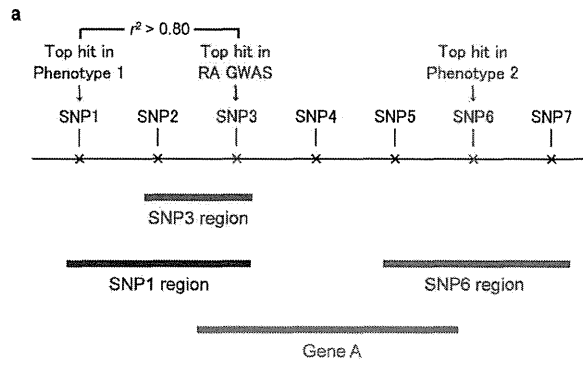 a
r² > 0.80
Top hit in Phenotype 1
Top hit in RA GWAS
Top hit in Phenotype 2
SNP1 SNP2 SNP3 SNP4 SNP5 SNP6 SNP7
SNP3 region
SNP1 region
SNP6 region
Gene A